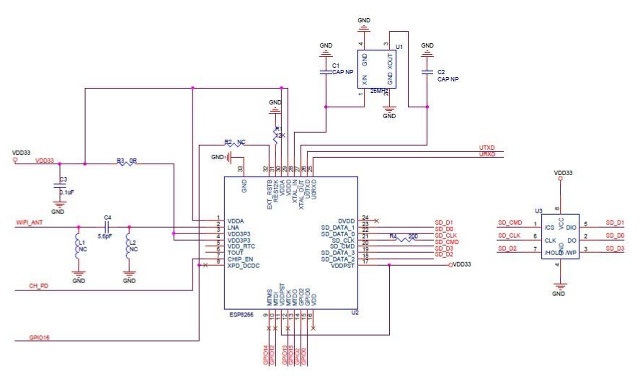 GND
GND
GND
C1
CAP NP
4
3
U1
GND
XOUT
XIN
GND
1
26MHz
GND
C2
CAP NP
GND
R2
NC
12K
GND
UTXD
URXD
VDD33
VDD33
R3
0R
C3
0.1uF
GND
33
32
31
30
29
28
27
26
25
GND
EXT_RSTB
RES12K
VDDA
VDDD
XTAL_IN
XTAL_OUT
U0TXD
U0RXD
WIFI_ANT
C4
5.6pF
L1
NC
L2
NC
GND
GND
1
2
3
4
5
6
7
8
VDDA
LNA
VDD3P3
VDD3P3
VDD_RTC
TOUT
CHIP_EN
XPD_DCDC
DVDD
SD_DATA_1
SD_DATA_0
SD_CLK
SD_CMD
SD_DATA_3
SD_DATA_2
VDDPST
24
23
22
21
20
19
18
17
R4
200
SD_D1
SD_D0
SD_CLK
SD_CMD
SD_D3
SD_D2
VDD33
CH_PD
GPIO16
MTMS
MTDI
VDDPST
MTCK
MTDO
GPIO2
GPIO0
VDD
ESP8266
U2
9
10
11
12
13
14
15
16
GPIO14
GPIO12
GPIO13
GPIO15
GPIO2
GPIO0
VDD33
U3
8
VCC
SD_CMD
1
/CS
DIO
5
SD_D1
SD_CLK
6
CLK
DO
2
SD_D0
SD_D2
7
/HOLD
/WP
3
SD_D3
GND
4
GND